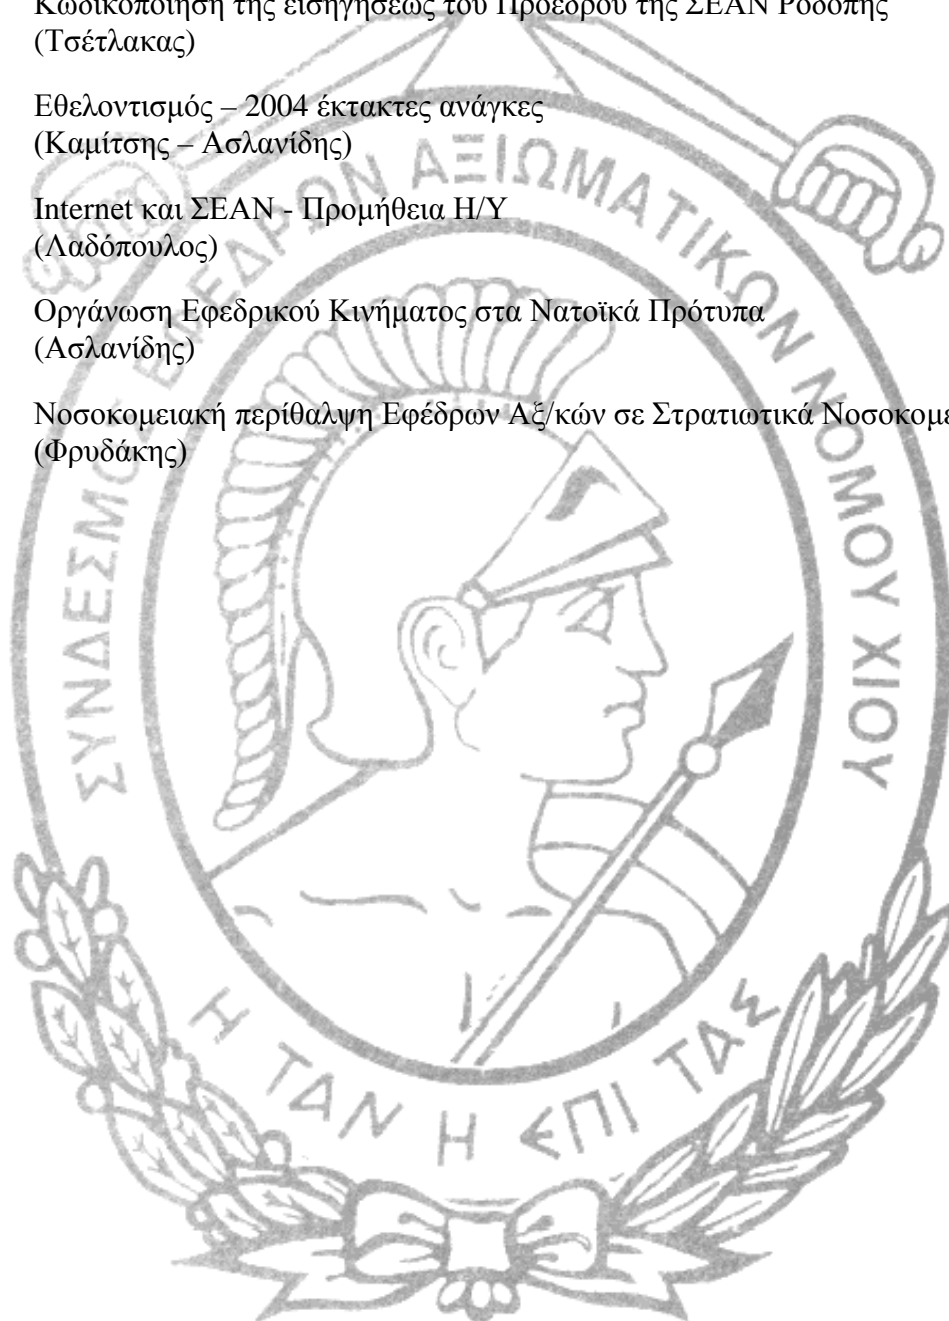 Κωδικοποίηση της εισηγήσεως του Προέδρου της ΣΕΑΝ Ροδόπης
(Τσέτλακας)
Εθελοντισμός – 2004 έκτακτες ανάγκες
(Καμίτσης – Ασλανίδης)
Internet και ΣΕΑΝ - Προμήθεια Η/Υ
(Λαδόπουλος)
Οργάνωση Εφεδρικού Κινήματος στα Νατοϊκά Πρότυπα
(Ασλανίδης)
Νοσοκομειακή περίθαλψη Εφέδρων Αξ/κών σε Στρατιωτικά
(Φρυδάκης)
ΣΥΝΔΕΣΜΟΣ ΕΦΕΔΡΩΝ ΑΞΙΩΜΑΤΙΚΩΝ ΝΟΜΟΥ ΧΙΟΥ
Η ΤΑΝ Η ΕΠΙ ΤΑΣ